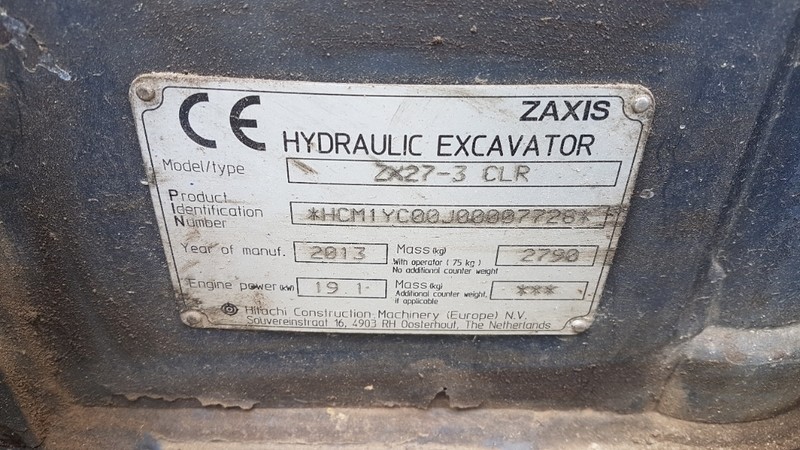 CE
ZAXIS
HYDRAULIC EXCAVATOR
Model/type ZX27-3 CLR
Product Identification Number *HCM1YC00J00007728*
Year of manuf. 2013 Mass (kg) 2790
With operator (75 kg)
No additional counter weight
Engine power (kW) 19.1 Mass (kg) ***
Additional counter weight,
if applicable
Hitachi Construction Machinery (Europe) N.V.
Souvereinstraat 16, 4903 RH Oosterhout, The Netherlands